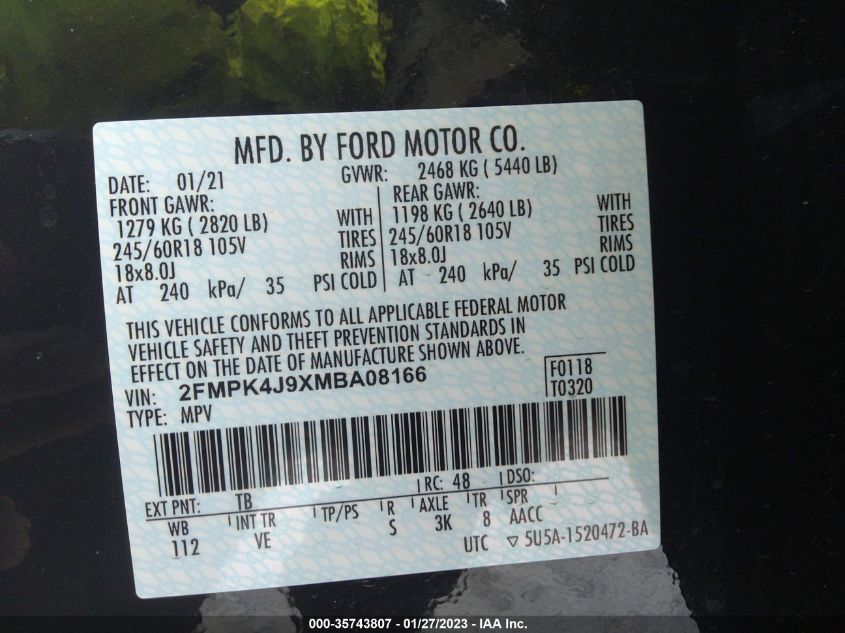 MFD. BY FORD MOTOR CO.
DATE: 01/21 GVWR: 2468 KG ( 5440 LB)
FRONT GAWR: REAR GAWR:
1279 KG ( 2820 LB) WITH 1198 KG ( 2640 LB) WITH
245/60R18 105V TIRES 245/60R18 105V TIRES
18x8.0J RIMS 18x8.0J RIMS
AT 240 kPa/ 35 PSI COLD AT 240 kPa/ 35 PSI COLD
THIS VEHICLE CONFORMS TO ALL APPLICABLE FEDERAL MOTOR
VEHICLE SAFETY AND THEFT PREVENTION STANDARDS IN
EFFECT ON THE DATE OF MANUFACTURE SHOWN ABOVE.
VIN: 2FMPK4J9XMBA08166 F0118
TYPE: MPV T0320
EXT PNT: TB RC: 48 DSO:
WB INT TR TP/PS R AXLE TR SPR
112 VE S 3K 8 AACC
UTC ▽ 5U5A-1520472-BA
000-35743807 - 01/27/2023 - IAA Inc.